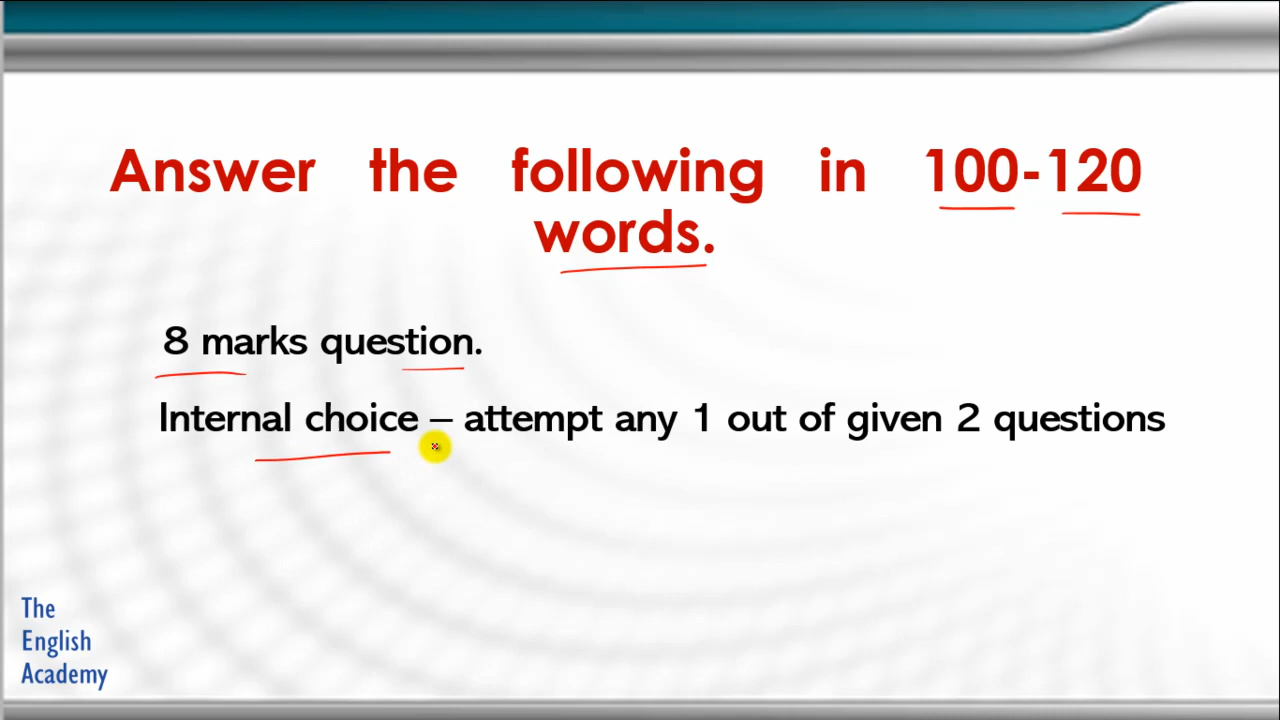 Answer the following in 100-120
words.
8 marks question.
Internal choice – attempt any 1 out of given 2 questions
The
English
Academy